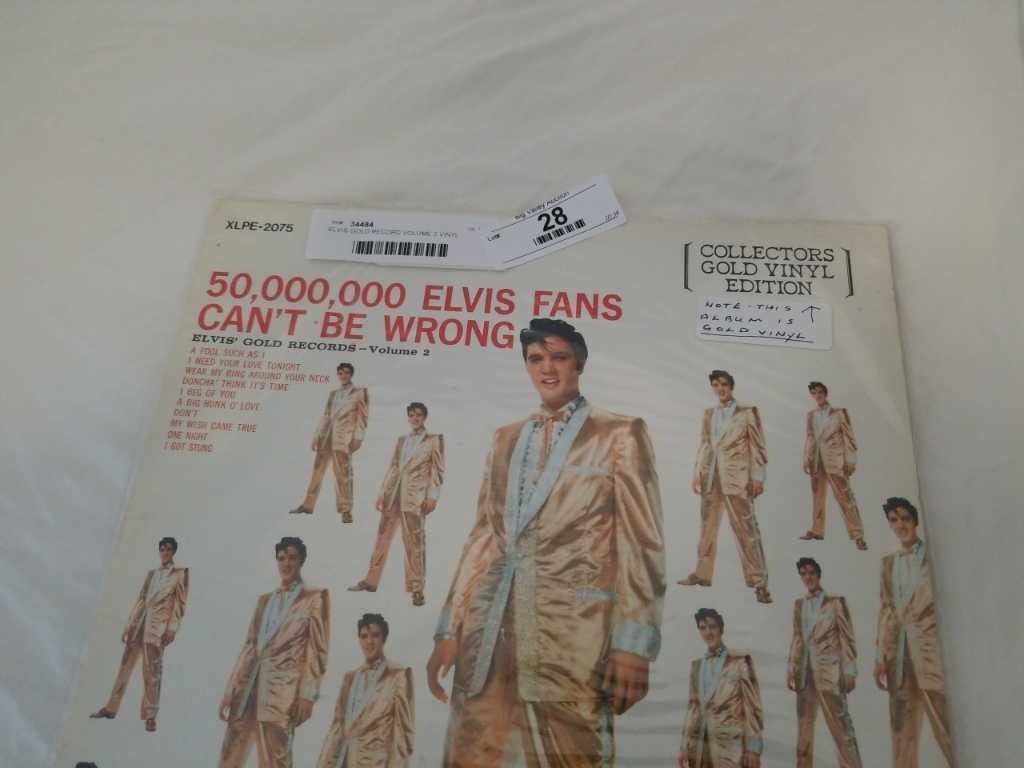 XLPE-2075
34484
ELVIS GOLD RECORD VOLUME 2 VINYL
Big Valley Auction
Lot#
28
COLLECTORS
GOLD VINYL
EDITION
NOTE - THIS
ALBUM IS
GOLD VINYL
50,000,000 ELVIS FANS
CAN'T BE WRONG
ELVIS' GOLD RECORDS—Volume 2
A FOOL SUCH AS I
I NEED YOUR LOVE TONIGHT
WEAR MY RING AROUND YOUR NECK
DONCHA' THINK IT'S TIME
I BEG OF YOU
A BIG HUNK O' LOVE
DON'T
MY WISH CAME TRUE
ONE NIGHT
I GOT STUNG